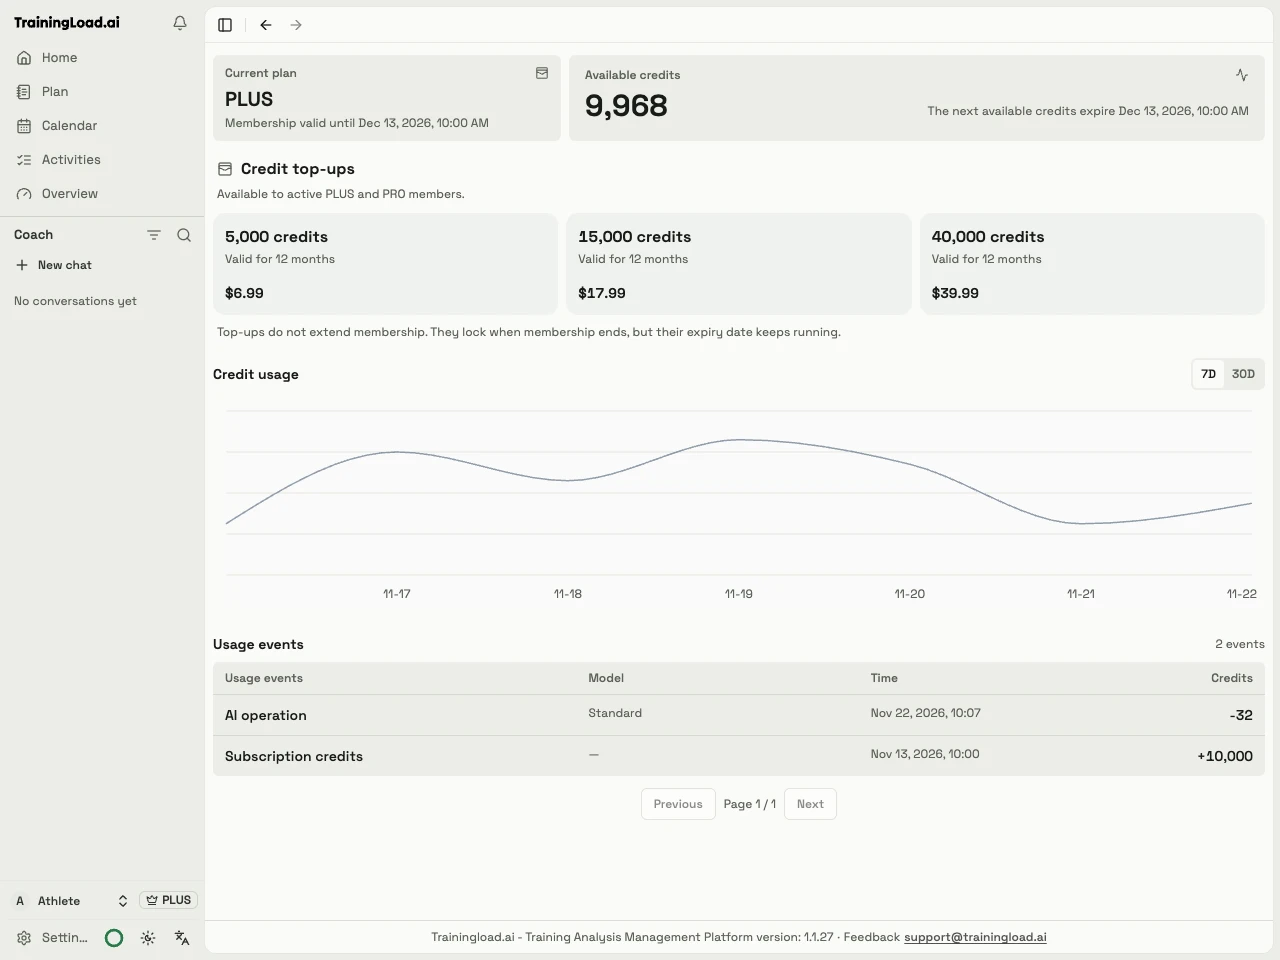 TrainingLoad.ai
Home
Plan
Calendar
Activities
Overview
Coach
New chat
No conversations yet
A Athlete PLUS
Settin...
Current plan
PLUS
Membership valid until Dec 13, 2026, 10:00 AM
Available credits
9,968
The next available credits expire Dec 13, 2026, 10:00 AM
Credit top-ups
Available to active PLUS and PRO members.
5,000 credits
Valid for 12 months
$6.99
15,000 credits
Valid for 12 months
$17.99
40,000 credits
Valid for 12 months
$39.99
Top-ups do not extend membership. They lock when membership ends, but their expiry date keeps running.
Credit usage
7D 30D
11-17 11-18 11-19 11-20 11-21 11-22
Usage events
2 events
Usage events Model Time Credits
AI operation Standard Nov 22, 2026, 10:07 -32
Subscription credits — Nov 13, 2026, 10:00 +10,000
Previous Page 1 / 1 Next
Trainingload.ai - Training Analysis Management Platform version: 1.1.27 · Feedback support@trainingload.ai